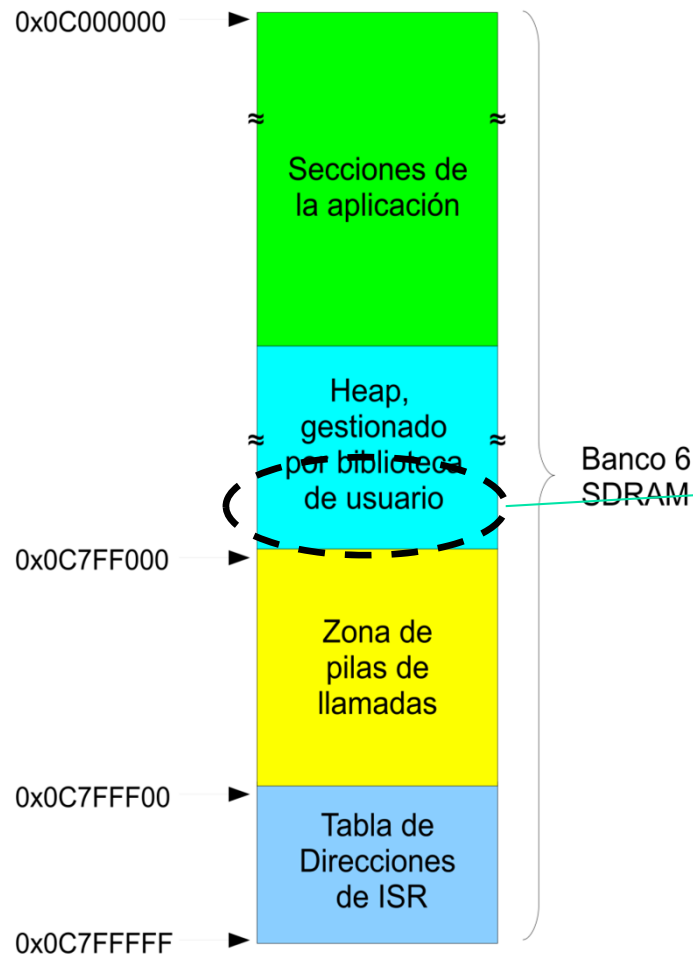 0x0C000000
Secciones de
la aplicación
Heap,
gestionado
por biblioteca
de usuario
Banco 6
SDRAM
0x0C7FF000
Zona de
pilas de
llamadas
0x0C7FFF00
Tabla de
Direcciones
de ISR
0x0C7FFFFF